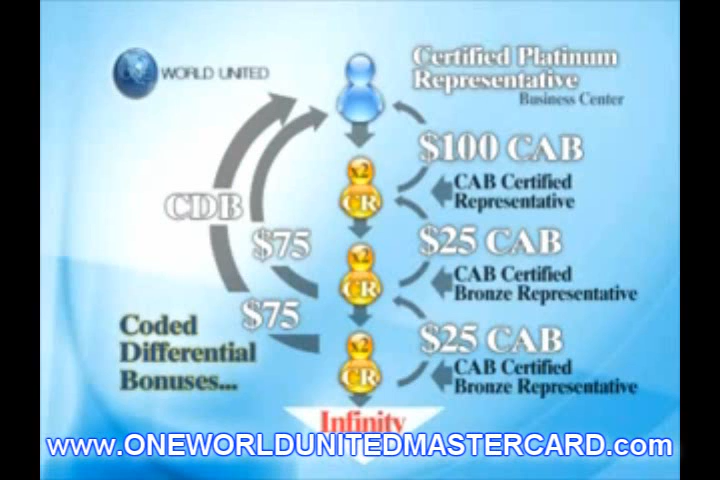 ONE WORLD UNITED
Certified Platinum
Representative
Business Center
$100 CAB
x2
CR
CAB Certified
Representative
CDB
$75
$25 CAB
x2
CR
CAB Certified
Bronze Representative
$75
$25 CAB
Coded
Differential
Bonuses...
x2
CR
CAB Certified
Bronze Representative
Infinity
www.ONEWORLDUNITEDMASTERCARD.com